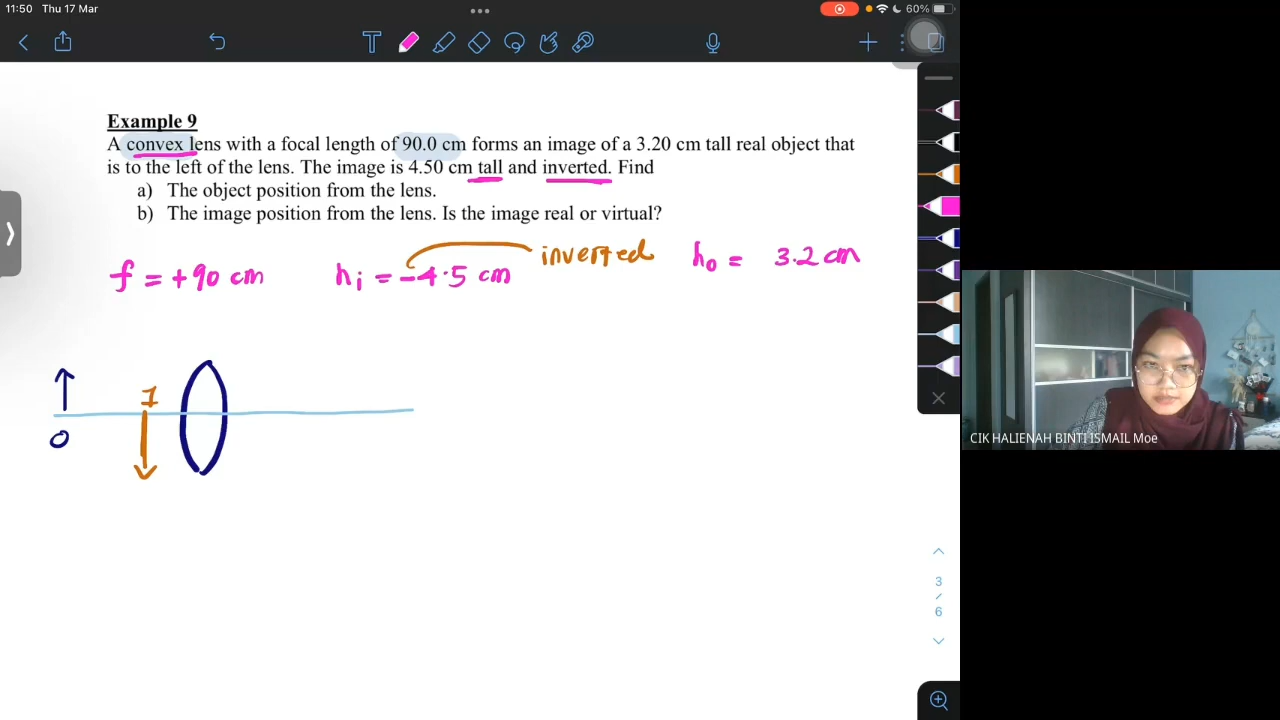 11:50 Thu 17 Mar
60%
T
Example 9
A convex lens with a focal length of 90.0 cm forms an image of a 3.20 cm tall real object that
is to the left of the lens. The image is 4.50 cm tall and inverted. Find
a) The object position from the lens.
b) The image position from the lens. Is the image real or virtual?
f = +90 cm
hi = -4.5 cm
inverted
ho = 3.2 cm
I
O
3
/
6
CIK HALIENAH BINTI ISMAIL Moe